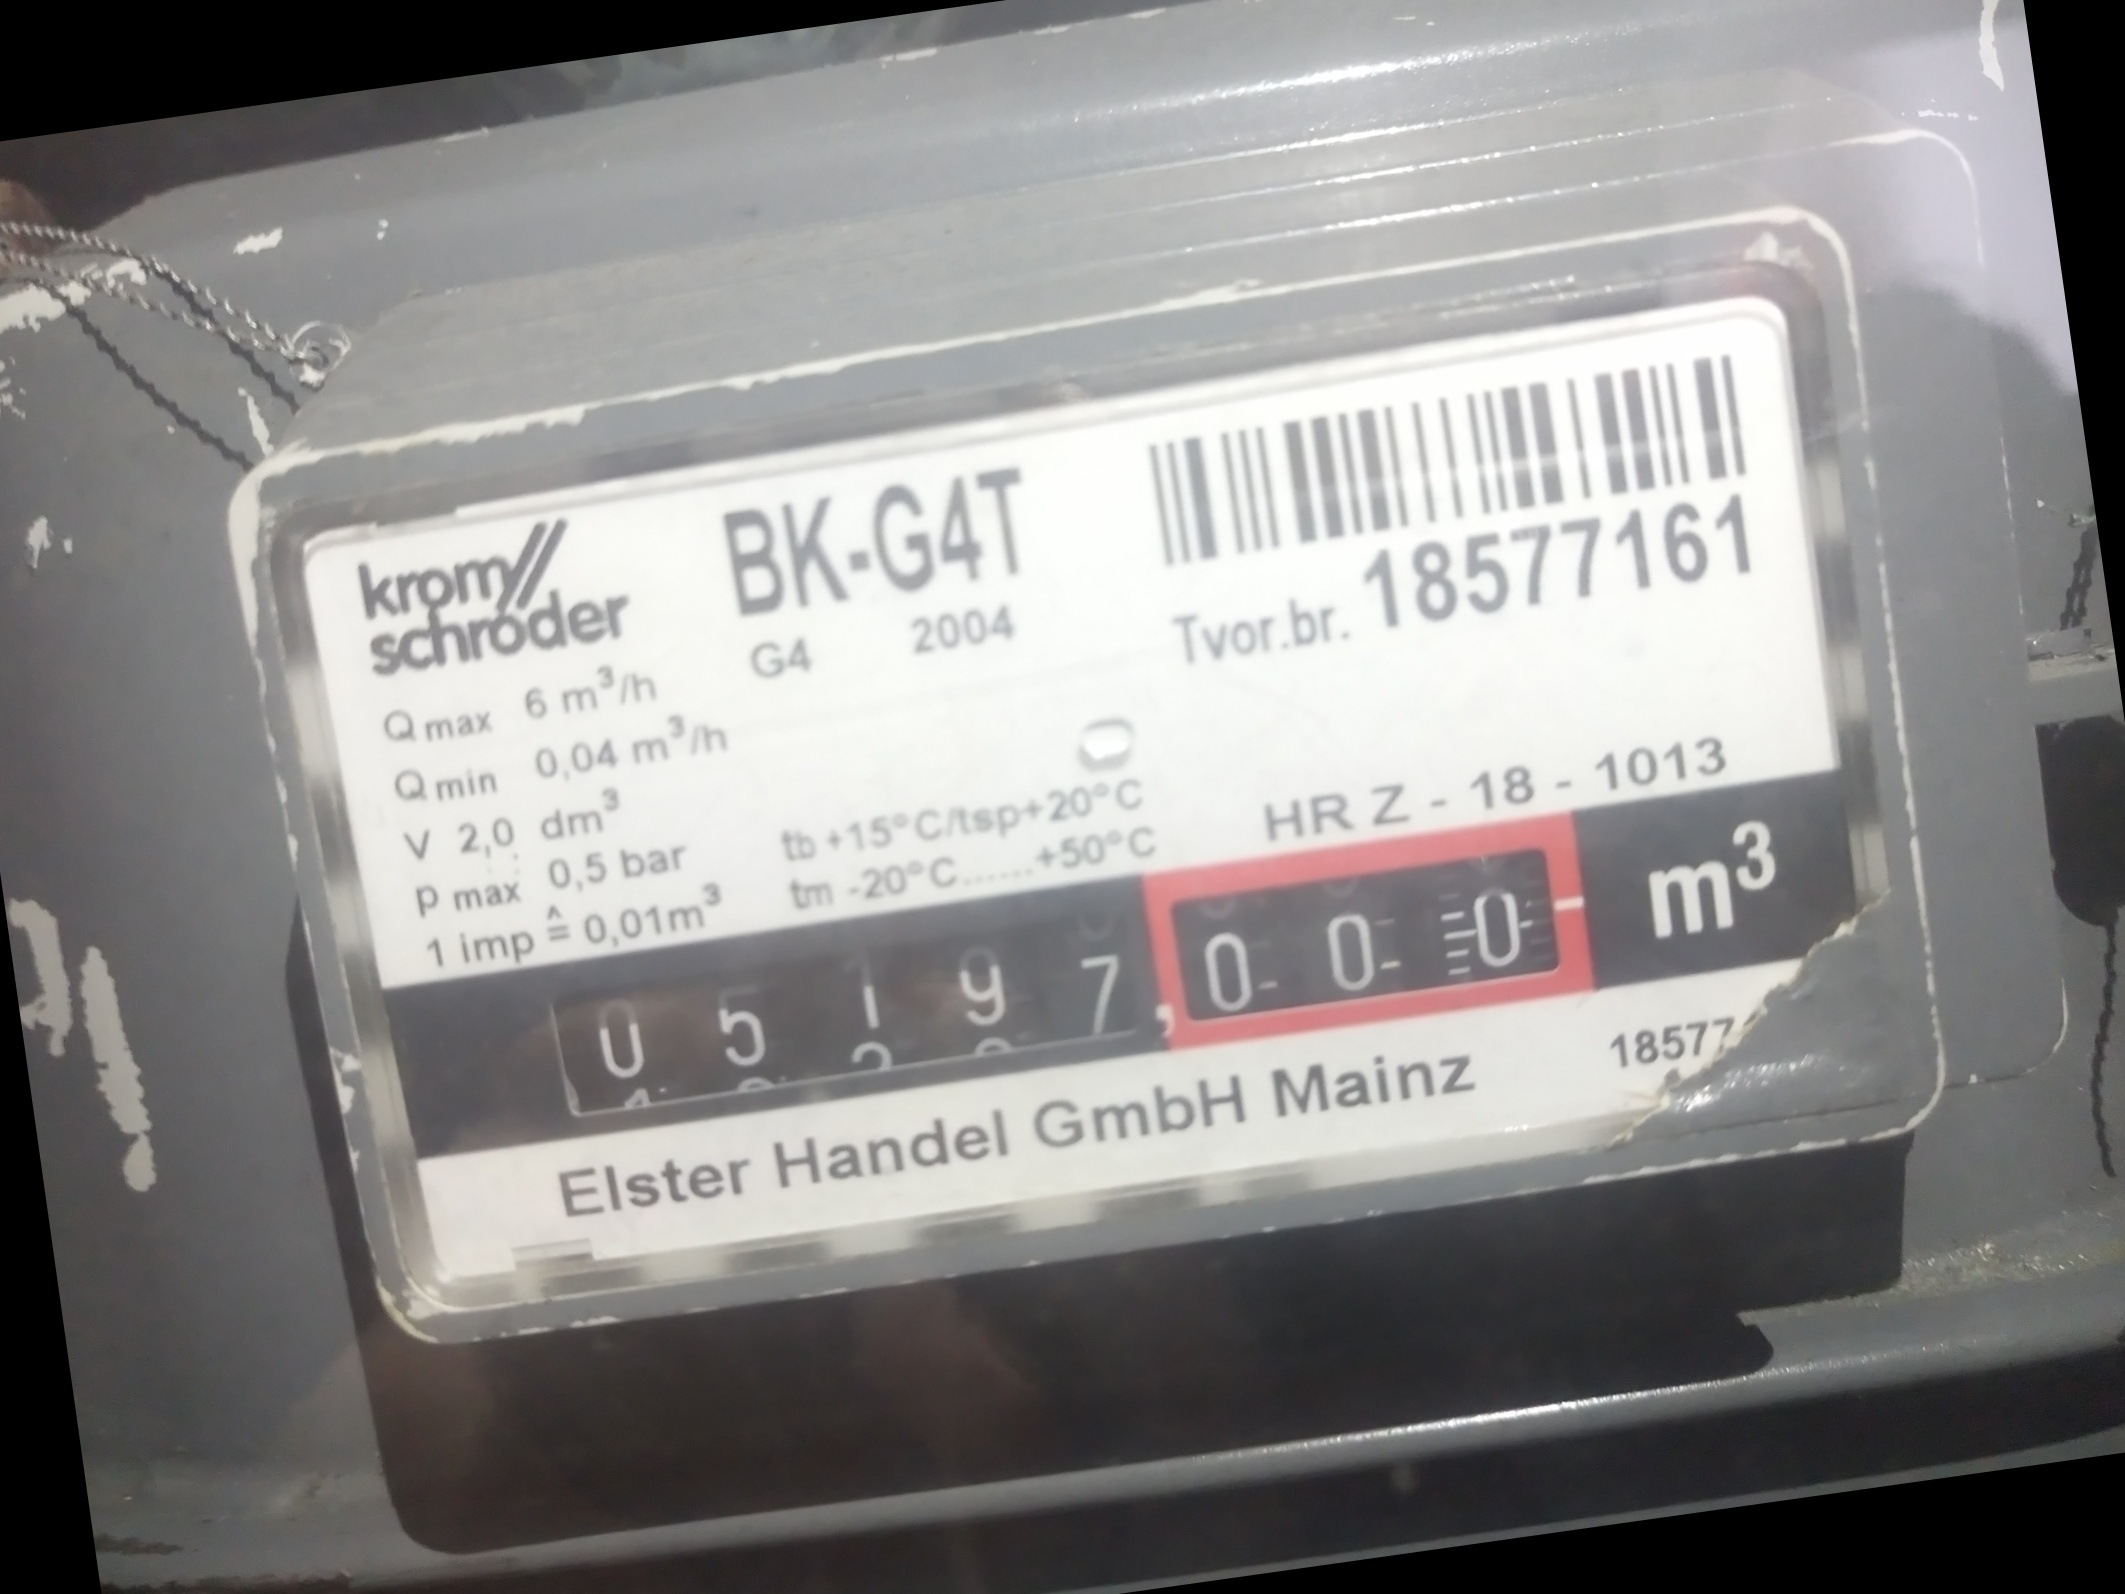 krom//
schröder
BK-G4T
G4 2004
Tvor.br. 18577161
Q max 6 m³/h
Q min 0,04 m³/h
V 2,0 dm³
p max 0,5 bar
1 imp ≙ 0,01m³
tb +15°C/tsp+20°C
tm -20°C......+50°C
HR Z - 18 - 1013
0 5 1 9 7 , 0 0 0 m³
Elster Handel GmbH Mainz
18577